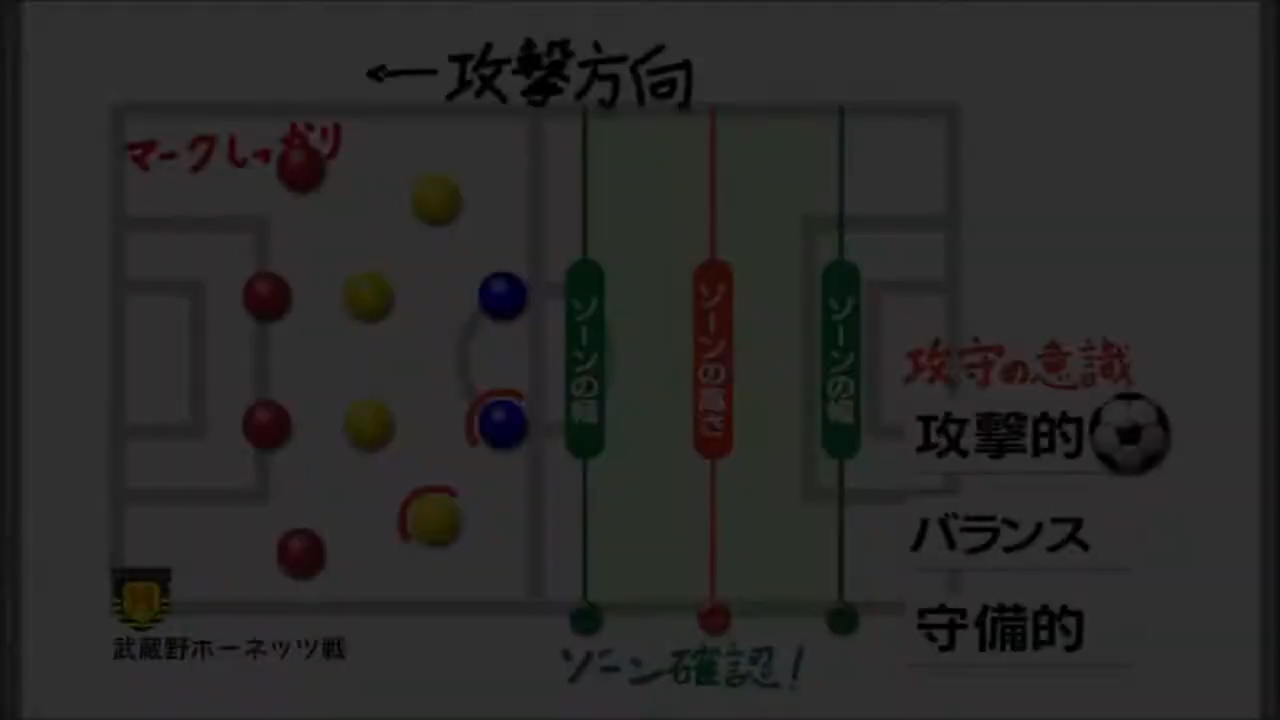 ←攻撃方向
マークしっかり
ゾーンの幅
ゾーンの高さ
ゾーンの幅
攻守の意識
攻撃的
バランス
守備的
武蔵野ホーネッツ戦
ゾーン確認!